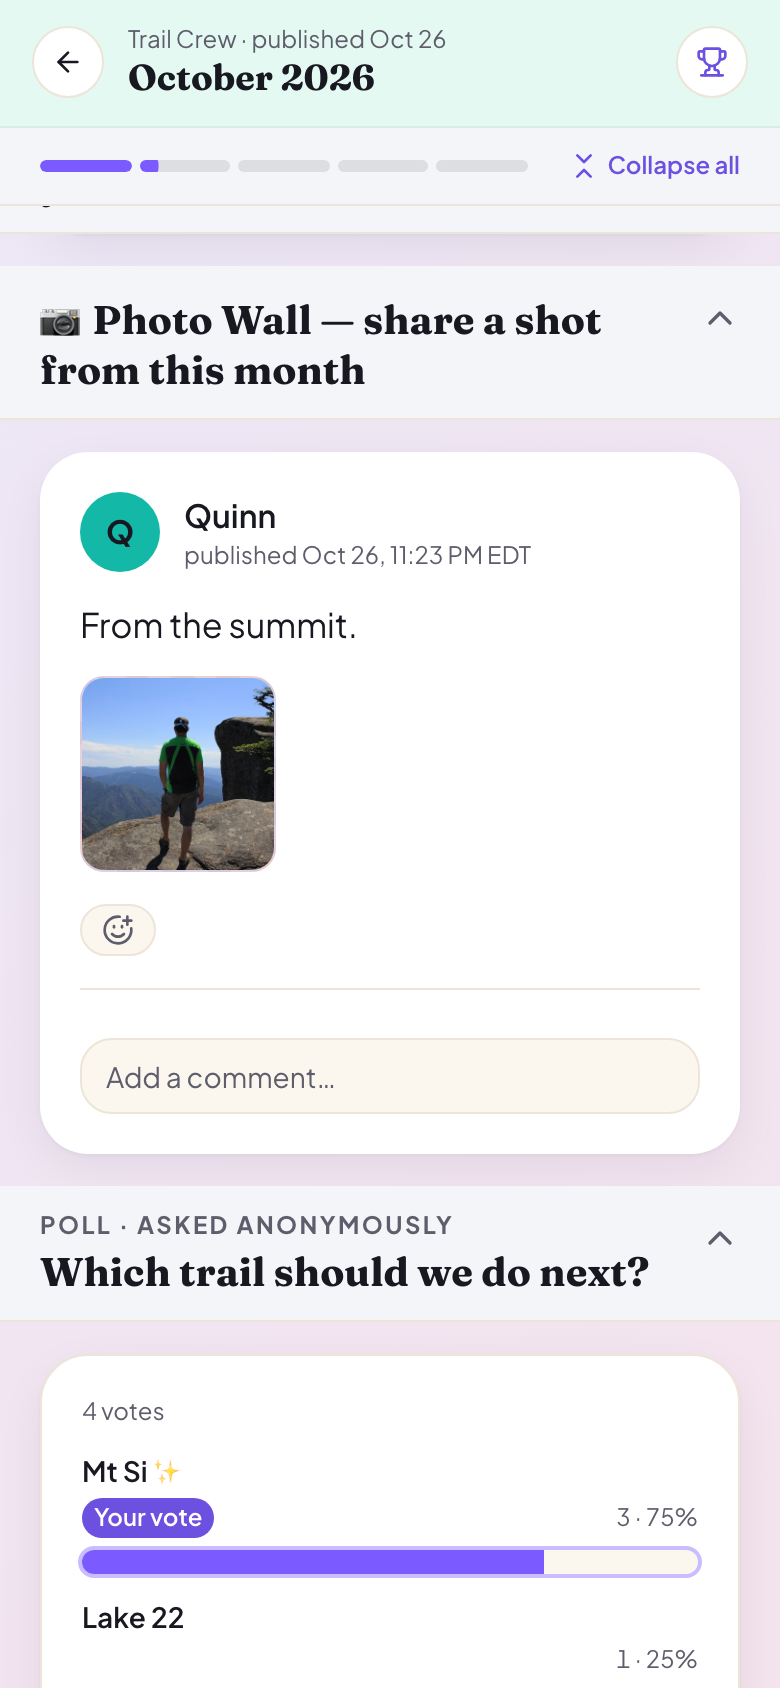 Trail Crew · published Oct 26
October 2026
Collapse all
📷 Photo Wall — share a shot
from this month
Q
Quinn
published Oct 26, 11:23 PM EDT
From the summit.
Add a comment…
POLL · ASKED ANONYMOUSLY
Which trail should we do next?
4 votes
Mt Si ✨
Your vote
3 · 75%
Lake 22
1 · 25%